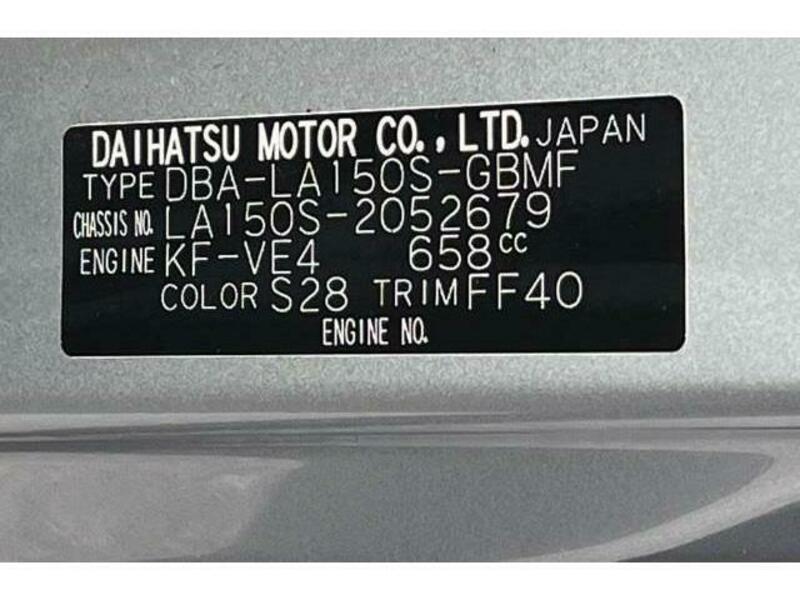 DAIHATSU MOTOR CO., LTD. JAPAN
TYPE DBA-LA150S-GBMF
CHASSIS NO. LA150S-2052679
ENGINE KF-VE4 658cc
COLOR S28 TRIM FF40
ENGINE NO.